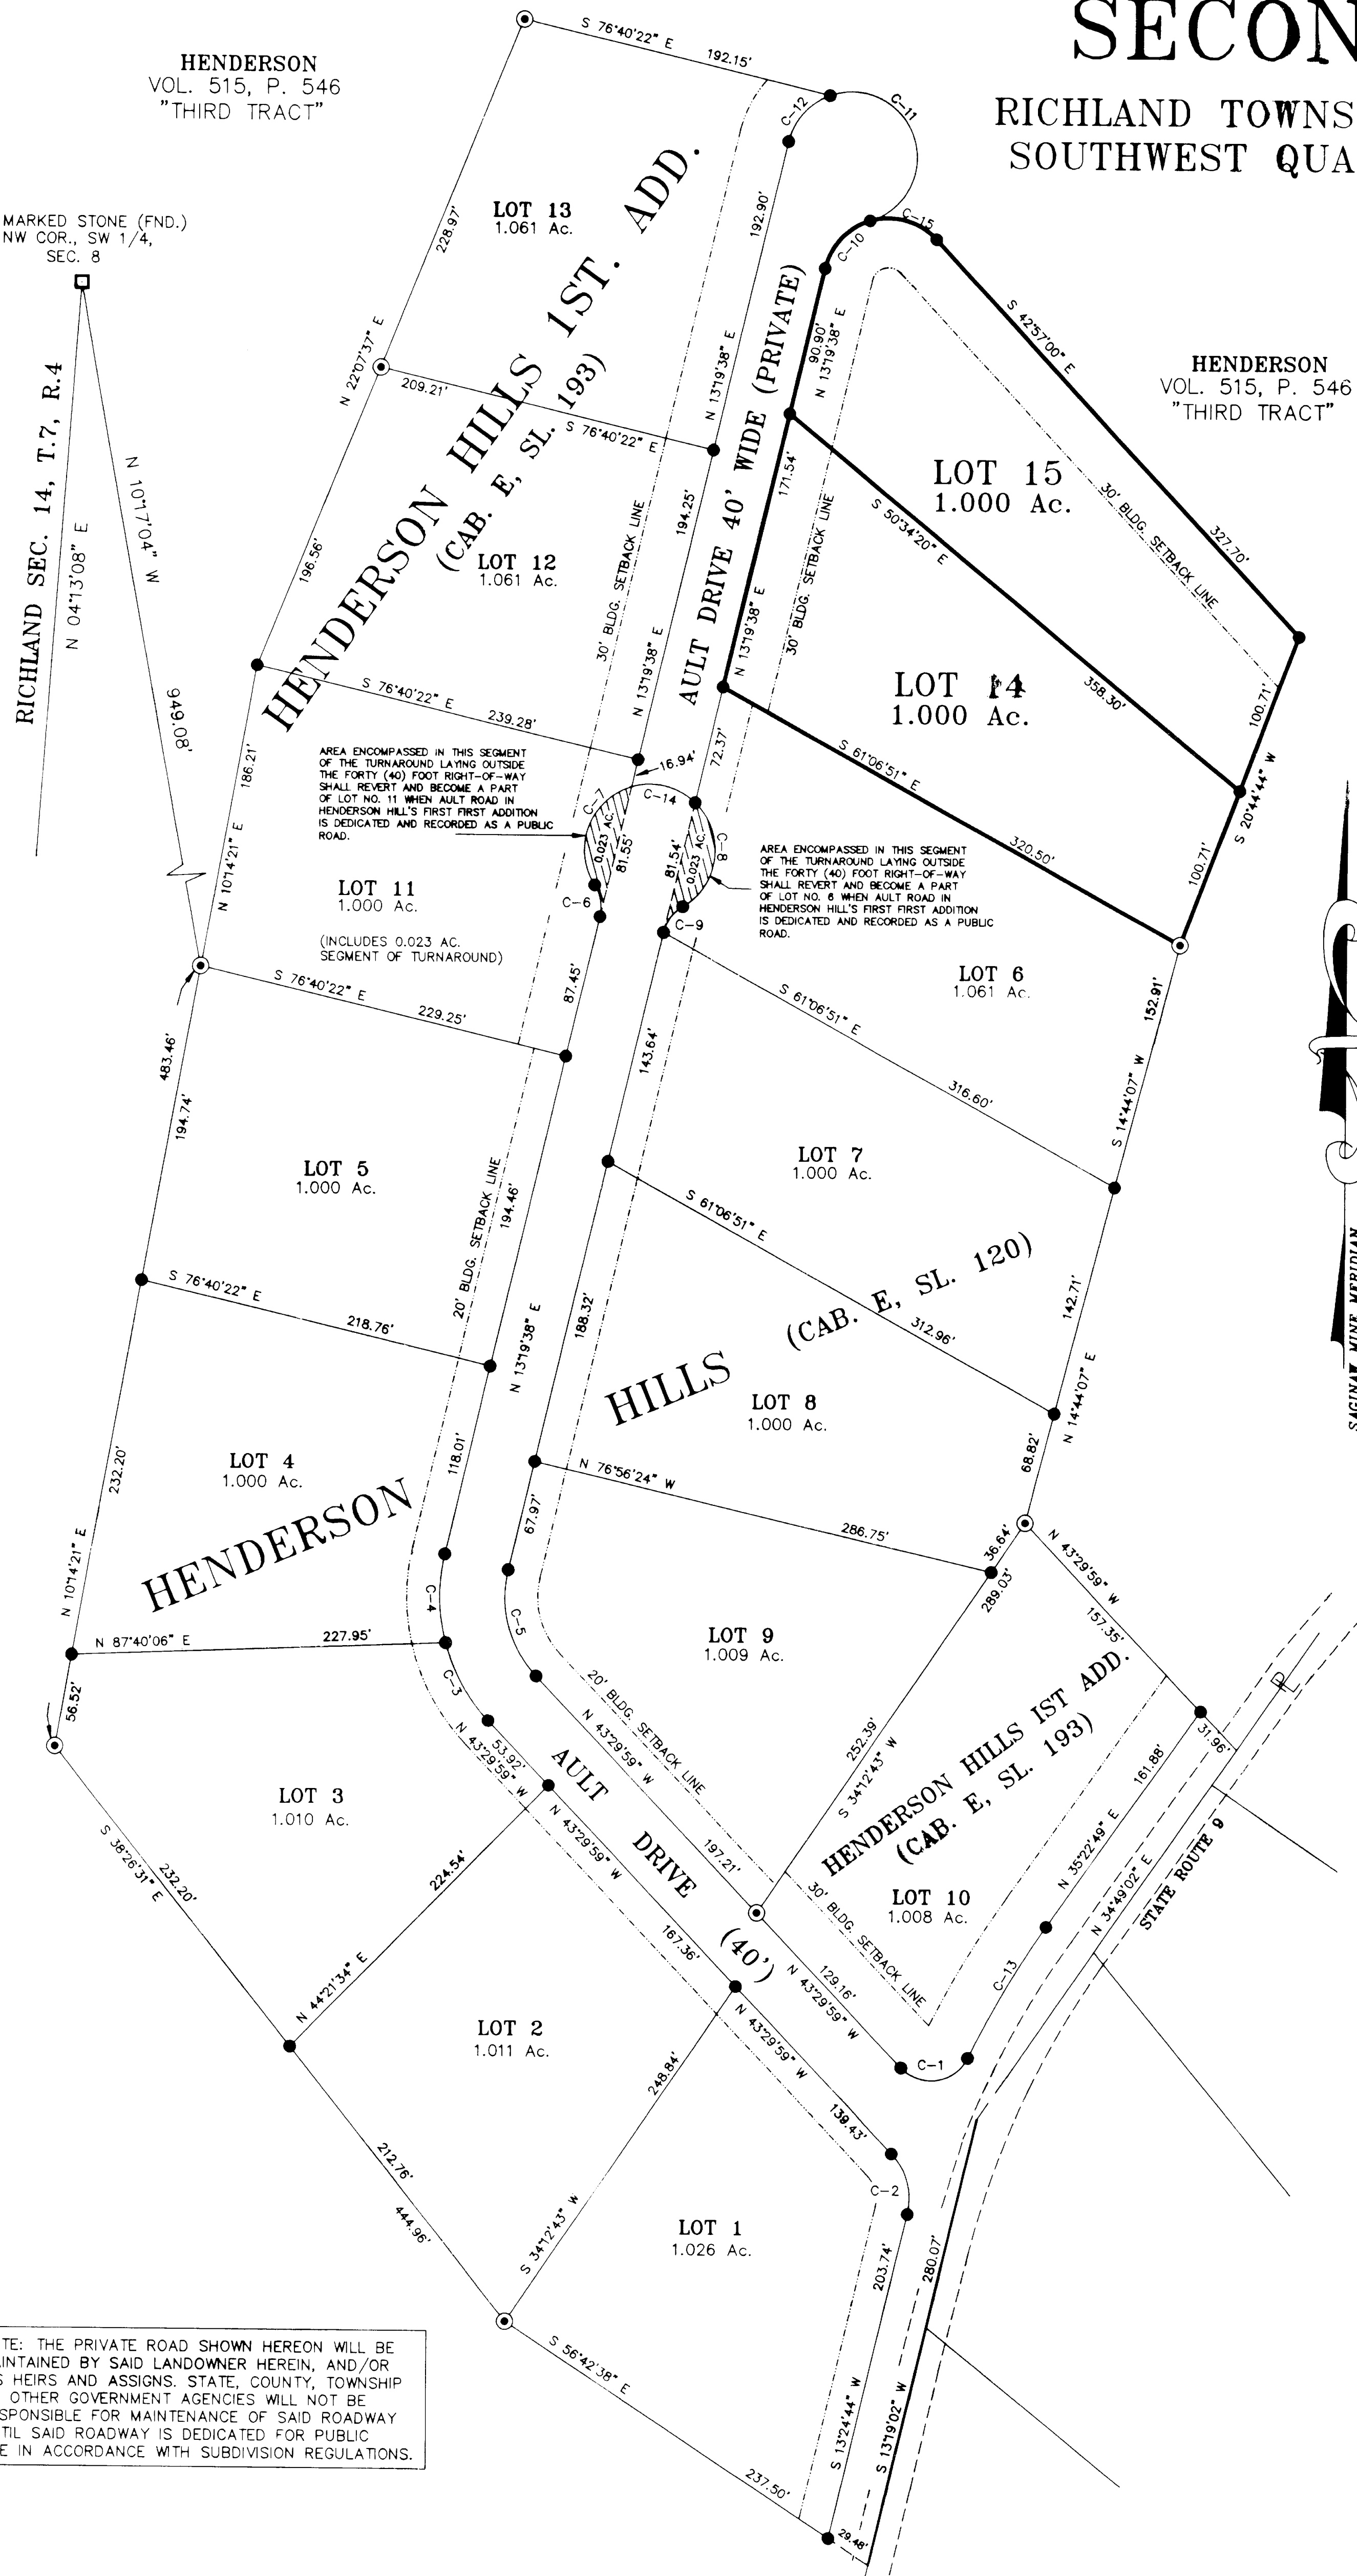 SECON
RICHLAND TOWNS
SOUTHWEST QUA
HENDERSON
VOL. 515, P. 546
"THIRD TRACT"
S 76°40'22" E
192.15'
C-12
C-11
MARKED STONE (FND.)
NW COR., SW 1/4,
SEC. 8
RICHLAND SEC. 14, T.7, R.4
N 04°13'08" E
N 10°17'04" W
949.08'
LOT 13
1.061 Ac.
228.97'
192.90'
N 22°07'37" E
HENDERSON HILLS 1ST. ADD.
(CAB. E, SL. 193)
C-10
C-15
90.90'
N 13°19'38" E
S 42°57'00" E
327.70'
HENDERSON
VOL. 515, P. 546
"THIRD TRACT"
209.21'
S 76°40'22" E
N 13°19'38" E
AULT DRIVE 40' WIDE (PRIVATE)
LOT 15
1.000 Ac.
30' BLDG. SETBACK LINE
171.54'
S 50°34'20" E
358.30'
196.56'
LOT 12
1.061 Ac.
194.25'
30' BLDG. SETBACK LINE
30' BLDG. SETBACK LINE
N 13°19'38" E
N 13°19'38" E
LOT 14
1.000 Ac.
100.71'
S 20°44'44" W
100.71'
S 76°40'22" E
239.28'
S 61°06'51" E
320.50'
186.21'
N 10°14'21" E
72.37'
16.94'
AREA ENCOMPASSED IN THIS SEGMENT
OF THE TURNAROUND LAYING OUTSIDE
THE FORTY (40) FOOT RIGHT-OF-WAY
SHALL REVERT AND BECOME A PART
OF LOT NO. 11 WHEN AULT ROAD IN
HENDERSON HILL'S FIRST FIRST ADDITION
IS DEDICATED AND RECORDED AS A PUBLIC
ROAD.
C-7
C-14
0.023 AC.
81.55'
81.54'
0.023 AC.
C-8
C-6
C-9
AREA ENCOMPASSED IN THIS SEGMENT
OF THE TURNAROUND LAYING OUTSIDE
THE FORTY (40) FOOT RIGHT-OF-WAY
SHALL REVERT AND BECOME A PART
OF LOT NO. 6 WHEN AULT ROAD IN
HENDERSON HILL'S FIRST FIRST ADDITION
IS DEDICATED AND RECORDED AS A PUBLIC
ROAD.
LOT 11
1.000 Ac.
(INCLUDES 0.023 AC.
SEGMENT OF TURNAROUND)
LOT 6
1.061 Ac.
S 76°40'22" E
229.25'
87.45'
S 61°06'51" E
316.60'
152.91'
S 14°44'07" W
483.46'
194.74'
143.64'
LOT 5
1.000 Ac.
20' BLDG. SETBACK LINE
194.46'
LOT 7
1.000 Ac.
S 61°06'51" E
312.96'
142.71'
N 14°44'07" E
SAGINAW MINE MERIDIAN
S 76°40'22" E
218.76'
N 13°19'38" E
188.32'
HILLS
(CAB. E, SL. 120)
LOT 8
1.000 Ac.
232.20'
LOT 4
1.000 Ac.
118.01'
67.97'
N 76°56'24" W
286.75'
68.82'
36.64'
289.03'
HENDERSON
N 10°14'21" E
C-4
C-5
N 87°40'06" E
227.95'
56.52'
C-3
LOT 9
1.009 Ac.
N 43°29'59" W
157.35'
31.96'
53.92'
N 43°29'59" W
20' BLDG. SETBACK LINE
N 43°29'59" W
197.21'
252.39'
S 34°12'43" W
HENDERSON HILLS 1ST ADD.
(CAB. E, SL. 193)
161.88'
N 35°22'49" E
LOT 3
1.010 Ac.
AULT
DRIVE
(40')
S 38°26'31" E
232.20'
224.54'
N 44°21'34" E
N 43°29'59" W
167.36'
LOT 10
1.008 Ac.
30' BLDG. SETBACK LINE
N 34°49'02" E
STATE ROUTE 9
C-13
129.16'
N 43°29'59" W
C-1
LOT 2
1.011 Ac.
N 43°29'59" W
139.43'
248.84'
S 34°12'43" W
212.76'
444.96'
C-2
LOT 1
1.026 Ac.
203.74'
280.07'
S 13°24'44" W
S 13°19'02" W
S 56°42'38" E
237.50'
29.48'
TE: THE PRIVATE ROAD SHOWN HEREON WILL BE
INTAINED BY SAID LANDOWNER HEREIN, AND/OR
S HEIRS AND ASSIGNS. STATE, COUNTY, TOWNSHIP
OTHER GOVERNMENT AGENCIES WILL NOT BE
SPONSIBLE FOR MAINTENANCE OF SAID ROADWAY
TIL SAID ROADWAY IS DEDICATED FOR PUBLIC
E IN ACCORDANCE WITH SUBDIVISION REGULATIONS.